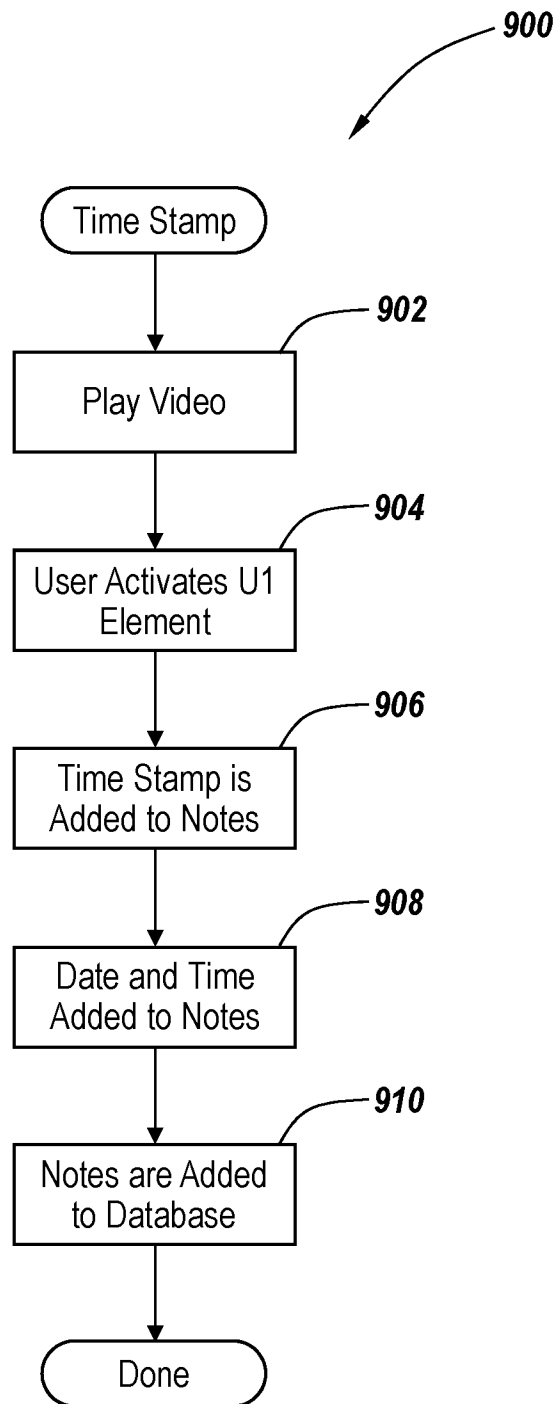 900
Time Stamp
902
Play Video
904
User Activates U1
Element
906
Time Stamp is
Added to Notes
908
Date and Time
Added to Notes
910
Notes are Added
to Database
Done